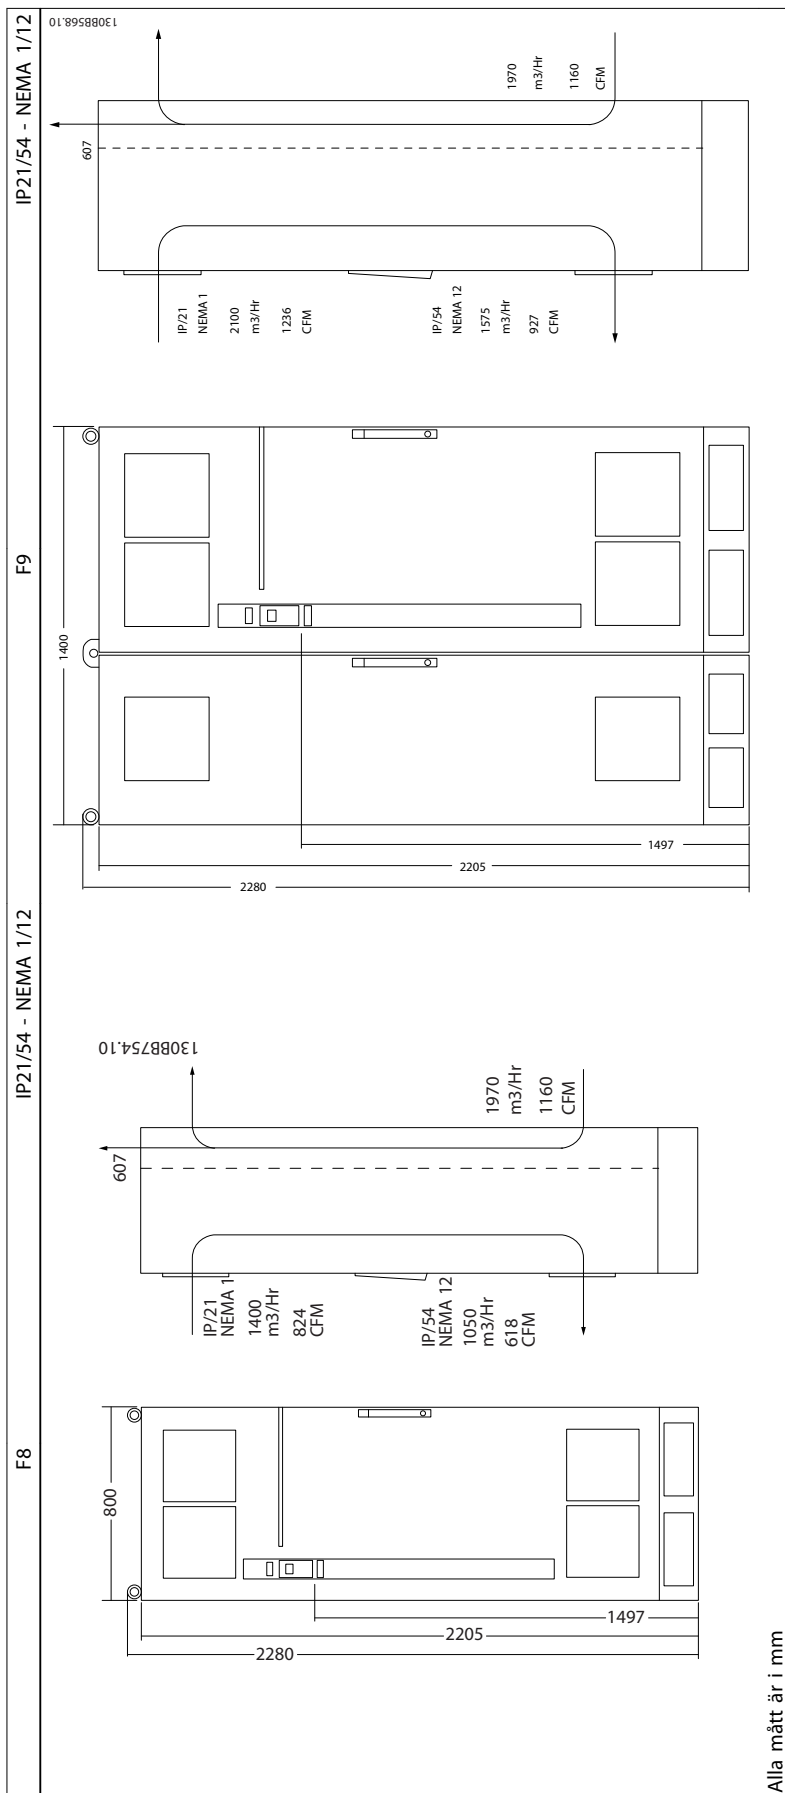 F8
IP21/54 - NEMA 1/12
F9
IP21/54 - NEMA 1/12
800
2280
2205
1497
IP/21
NEMA 1
1400
m3/Hr
824
CFM
IP/54
NEMA 12
1050
m3/Hr
618
CFM
607
1970
m3/Hr
1160
CFM
130BB754.10
1400
2280
2205
1497
IP/21
NEMA 1
2100
m3/Hr
1236
CFM
IP/54
NEMA 12
1575
m3/Hr
927
CFM
607
1970
m3/Hr
1160
CFM
130BB568.10
Alla mått är i mm